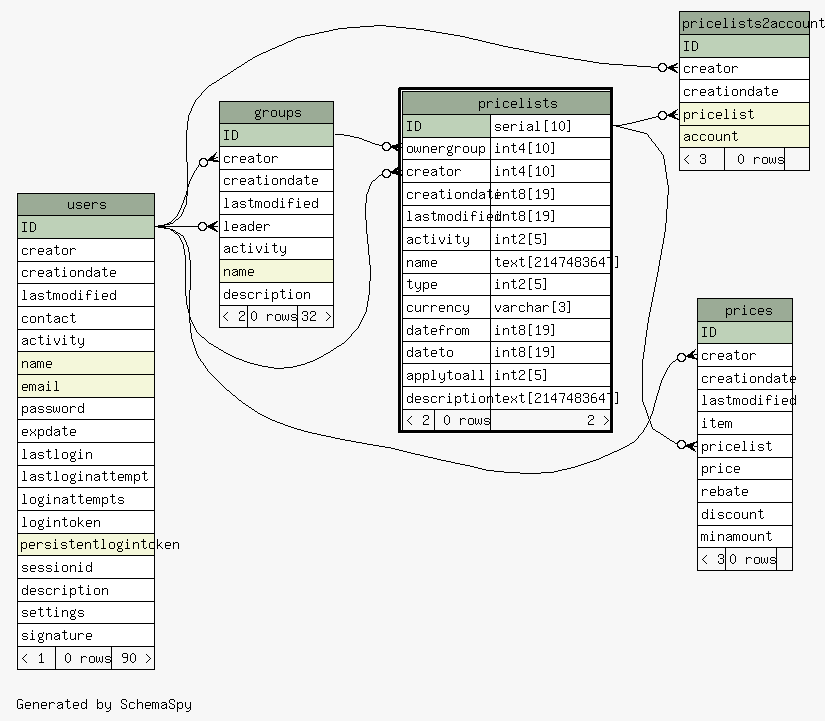 users
ID
creator
creationdate
lastmodified
contact
activity
name
email
password
expdate
lastlogin
lastloginattempt
loginattempts
logintoken
persistentlogintoken
sessionid
description
settings
signature
< 1 0 rows 90 >
groups
ID
creator
creationdate
lastmodified
leader
activity
name
description
< 2 0 rows 32 >
pricelists
ID serial[10]
ownergroup int4[10]
creator int4[10]
creationdate int8[19]
lastmodified int8[19]
activity int2[5]
name text[2147483647]
type int2[5]
currency varchar[3]
datefrom int8[19]
dateto int8[19]
applytoall int2[5]
description text[2147483647]
< 2 0 rows 2 >
pricelists2account
ID
creator
creationdate
pricelist
account
< 3 0 rows
prices
ID
creator
creationdate
lastmodified
item
pricelist
price
rebate
discount
minamount
< 3 0 rows
Generated by SchemaSpy